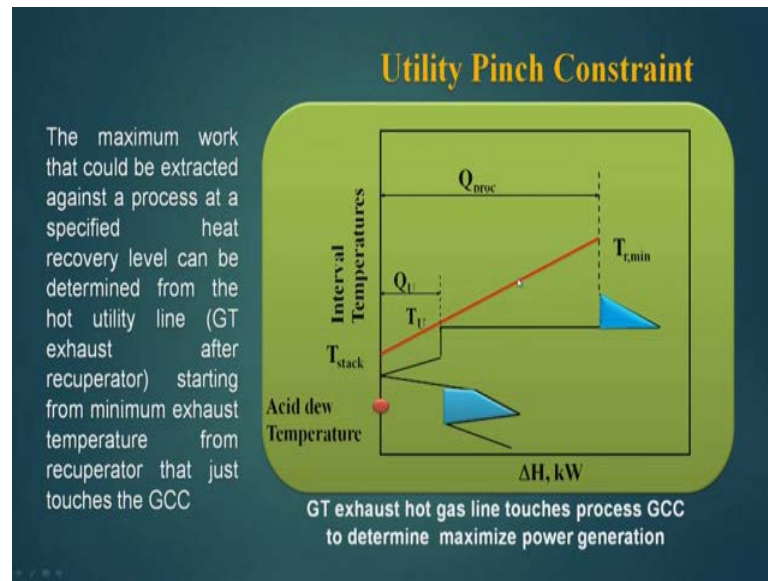 Utility Pinch Constraint
The maximum work
that could be extracted
against a process at a
specified heat
recovery level can be
determined from the
hot utility line (GT
exhaust after
recuperator) starting
from minimum exhaust
temperature from
recuperator that just
touches the GCC
Interval
Temperatures
Qproc
Tr,min
QU
TU
Tstack
Acid dew
Temperature
ΔH, kW
GT exhaust hot gas line touches process GCC
to determine maximize power generation